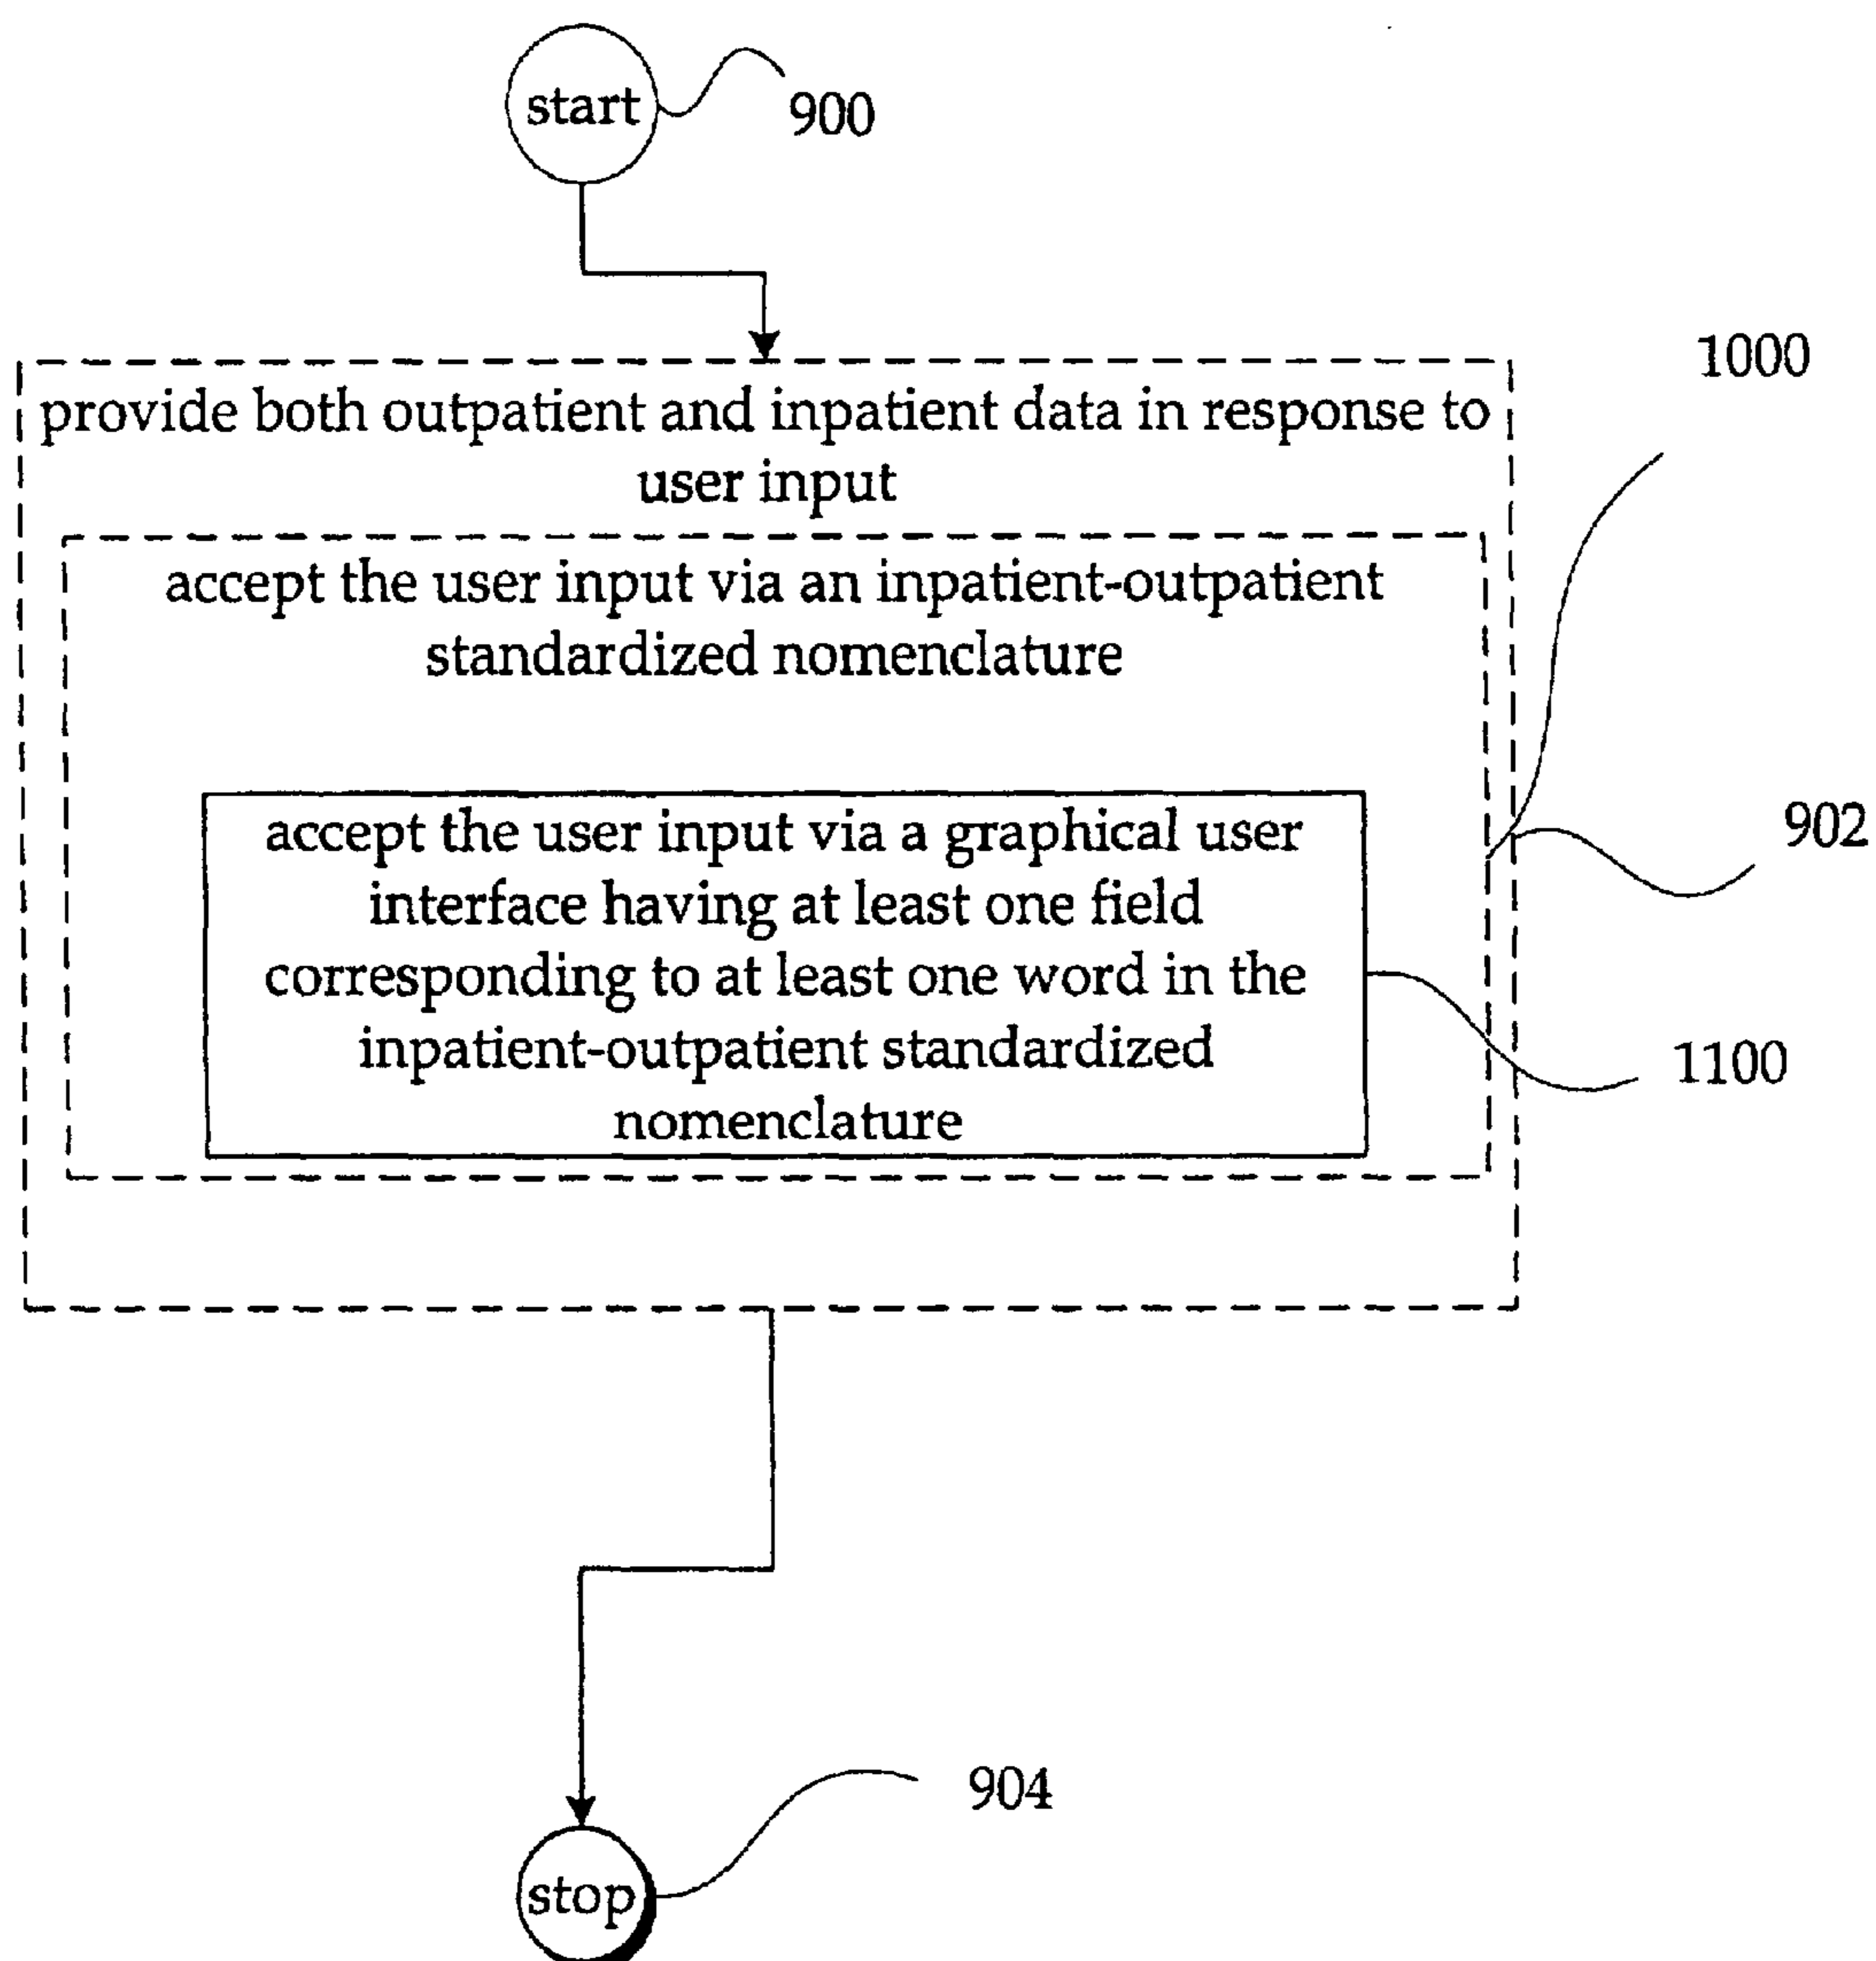 start
900
1000
provide both outpatient and inpatient data in response to
user input
accept the user input via an inpatient-outpatient
standardized nomenclature
902
accept the user input via a graphical user
interface having at least one field
corresponding to at least one word in the
inpatient-outpatient standardized
nomenclature
1100
904
stop